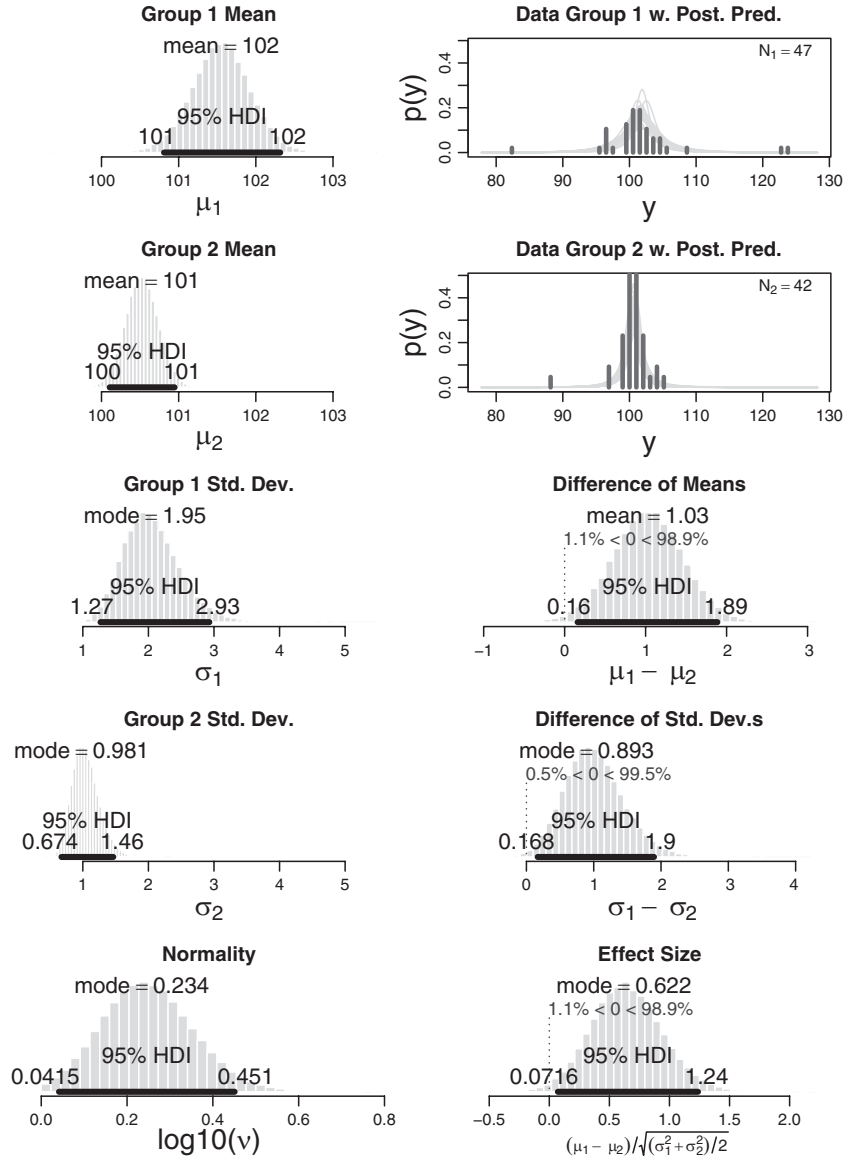 Group 1 Mean
mean = 102
95% HDI
101 102
100 101 102 103
μ1
Data Group 1 w. Post. Pred.
N1 = 47
p(y)
0.0 0.2 0.4
80 90 100 110 120 130
y
Group 2 Mean
mean = 101
95% HDI
100 101
100 101 102 103
μ2
Data Group 2 w. Post. Pred.
N2 = 42
p(y)
0.0 0.2 0.4
80 90 100 110 120 130
y
Group 1 Std. Dev.
mode = 1.95
95% HDI
1.27 2.93
1 2 3 4 5
σ1
Difference of Means
mean = 1.03
1.1% < 0 < 98.9%
95% HDI
0.16 1.89
−1 0 1 2 3
μ1 − μ2
Group 2 Std. Dev.
mode = 0.981
95% HDI
0.674 1.46
1 2 3 4 5
σ2
Difference of Std. Dev.s
mode = 0.893
0.5% < 0 < 99.5%
95% HDI
0.168 1.9
0 1 2 3 4
σ1 − σ2
Normality
mode = 0.234
95% HDI
0.0415 0.451
0.0 0.2 0.4 0.6 0.8
log10(ν)
Effect Size
mode = 0.622
1.1% < 0 < 98.9%
95% HDI
0.0716 1.24
−0.5 0.0 0.5 1.0 1.5 2.0
(μ1 − μ2)/√(σ1² + σ2²)/2